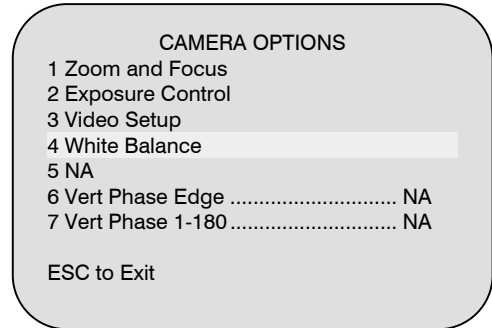 CAMERA OPTIONS
1 Zoom and Focus
2 Exposure Control
3 Video Setup
4 White Balance
5 NA
6 Vert Phase Edge ............................ NA
7 Vert Phase 1-180 ............................ NA
ESC to Exit